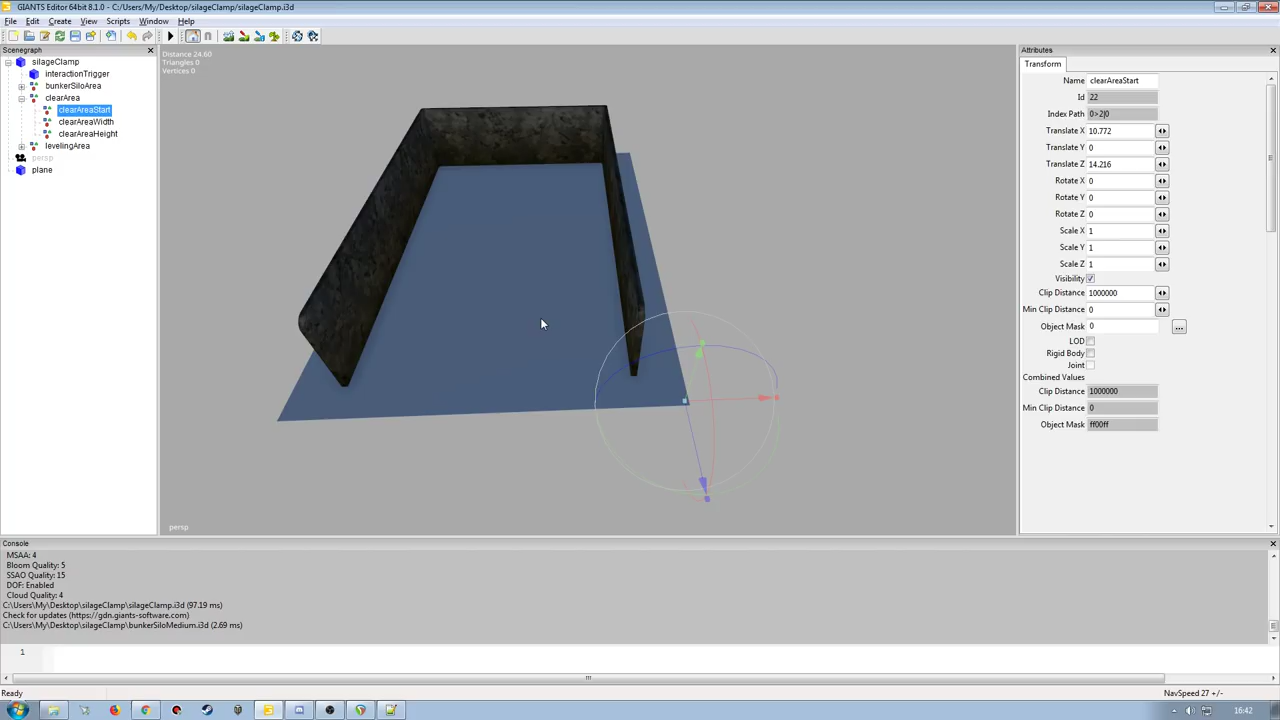 GIANTS Editor 64bit 8.1.0 - C:/Users/My/Desktop/silageClamp/silageClamp.i3d
File Edit Create View Scripts Window Help
Scenegraph
silageClamp
interactionTrigger
bunkerSiloArea
clearArea
clearAreaStart
clearAreaWidth
clearAreaHeight
levelingArea
persp
plane
Distance 24.60
Triangles 0
Vertices 0
persp
Attributes
Transform
Name clearAreaStart
Id 22
Index Path 0>2|0
Translate X 10.772
Translate Y 0
Translate Z 14.216
Rotate X 0
Rotate Y 0
Rotate Z 0
Scale X 1
Scale Y 1
Scale Z 1
Visibility
Clip Distance 1000000
Min Clip Distance 0
Object Mask 0 ...
LOD
Rigid Body
Joint
Combined Values
Clip Distance 1000000
Min Clip Distance 0
Object Mask ff00ff
Console
MSAA: 4
Bloom Quality: 5
SSAO Quality: 15
DOF: Enabled
Cloud Quality: 4
C:\Users\My\Desktop\silageClamp\silageClamp.i3d (97.19 ms)
Check for updates (https://gdn.giants-software.com)
C:\Users\My\Desktop\silageClamp\bunkerSiloMedium.i3d (2.69 ms)
1
Ready
NavSpeed 27 +/-
16:42